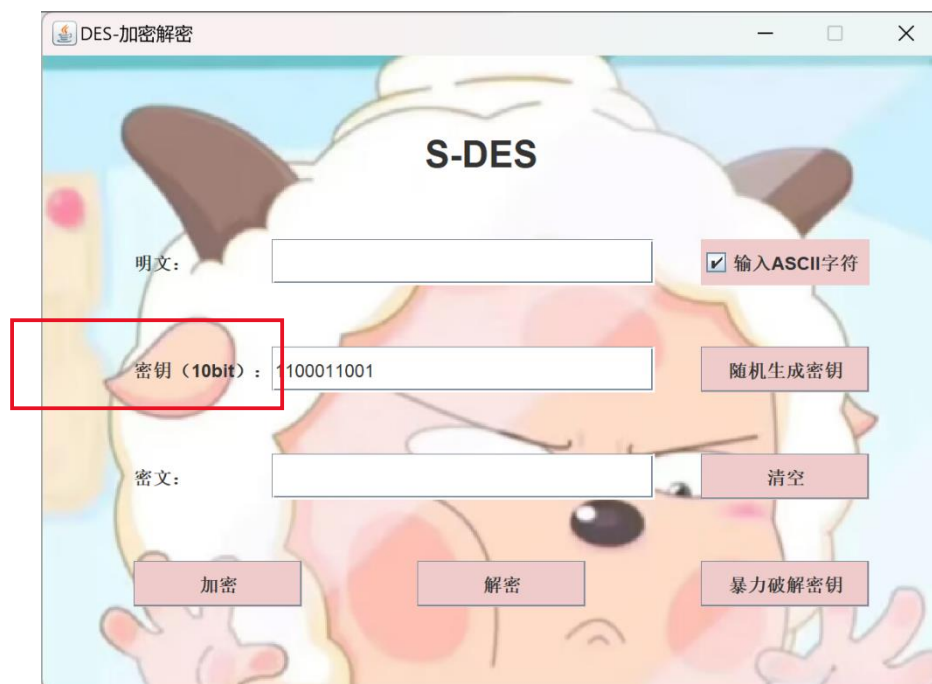 DES-加密解密
S-DES
明文：
输入ASCII字符
密钥（10bit）：
1100011001
随机生成密钥
密文：
清空
加密
解密
暴力破解密钥